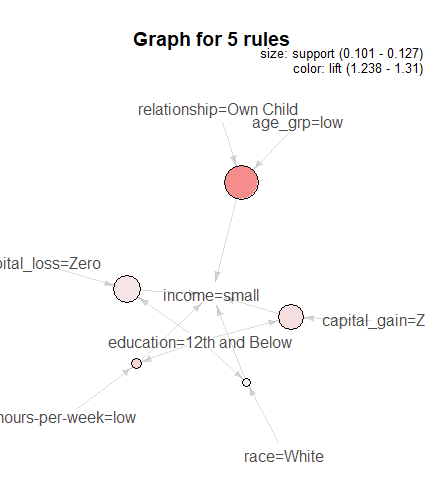 Graph for 5 rules
size: support (0.101 - 0.127)
color: lift (1.238 - 1.31)
relationship=Own Child
age_grp=low
pital_loss=Zero
income=small
capital_gain=Z
education=12th and Below
hours-per-week=low
race=White